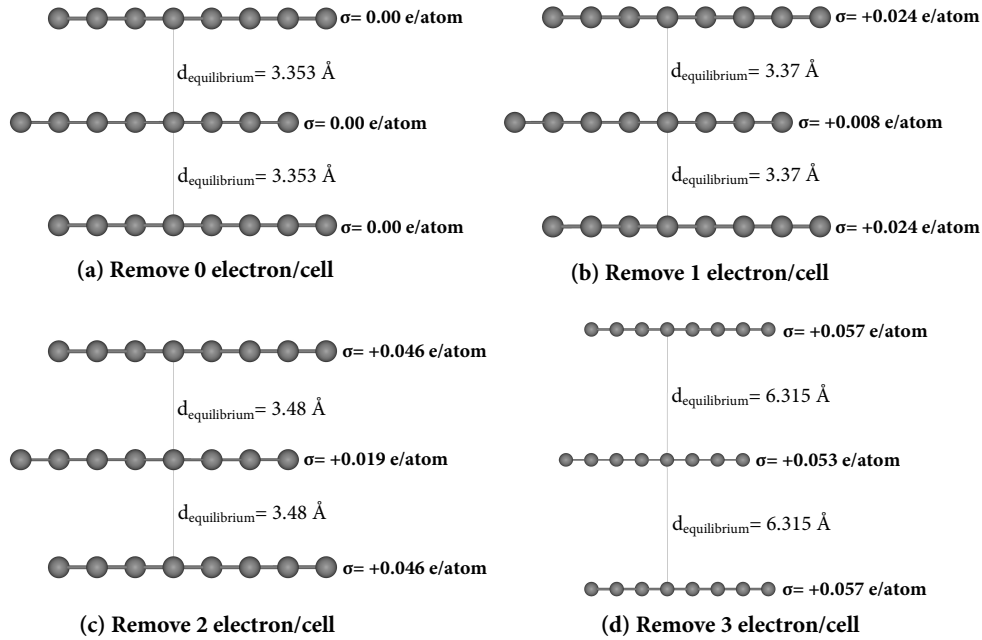 σ= 0.00 e/atom
d_equilibrium= 3.353 Å
σ= 0.00 e/atom
d_equilibrium= 3.353 Å
σ= 0.00 e/atom
(a) Remove 0 electron/cell
σ= +0.024 e/atom
d_equilibrium= 3.37 Å
σ= +0.008 e/atom
d_equilibrium= 3.37 Å
σ= +0.024 e/atom
(b) Remove 1 electron/cell
σ= +0.046 e/atom
d_equilibrium= 3.48 Å
σ= +0.019 e/atom
d_equilibrium= 3.48 Å
σ= +0.046 e/atom
(c) Remove 2 electron/cell
σ= +0.057 e/atom
d_equilibrium= 6.315 Å
σ= +0.053 e/atom
d_equilibrium= 6.315 Å
σ= +0.057 e/atom
(d) Remove 3 electron/cell